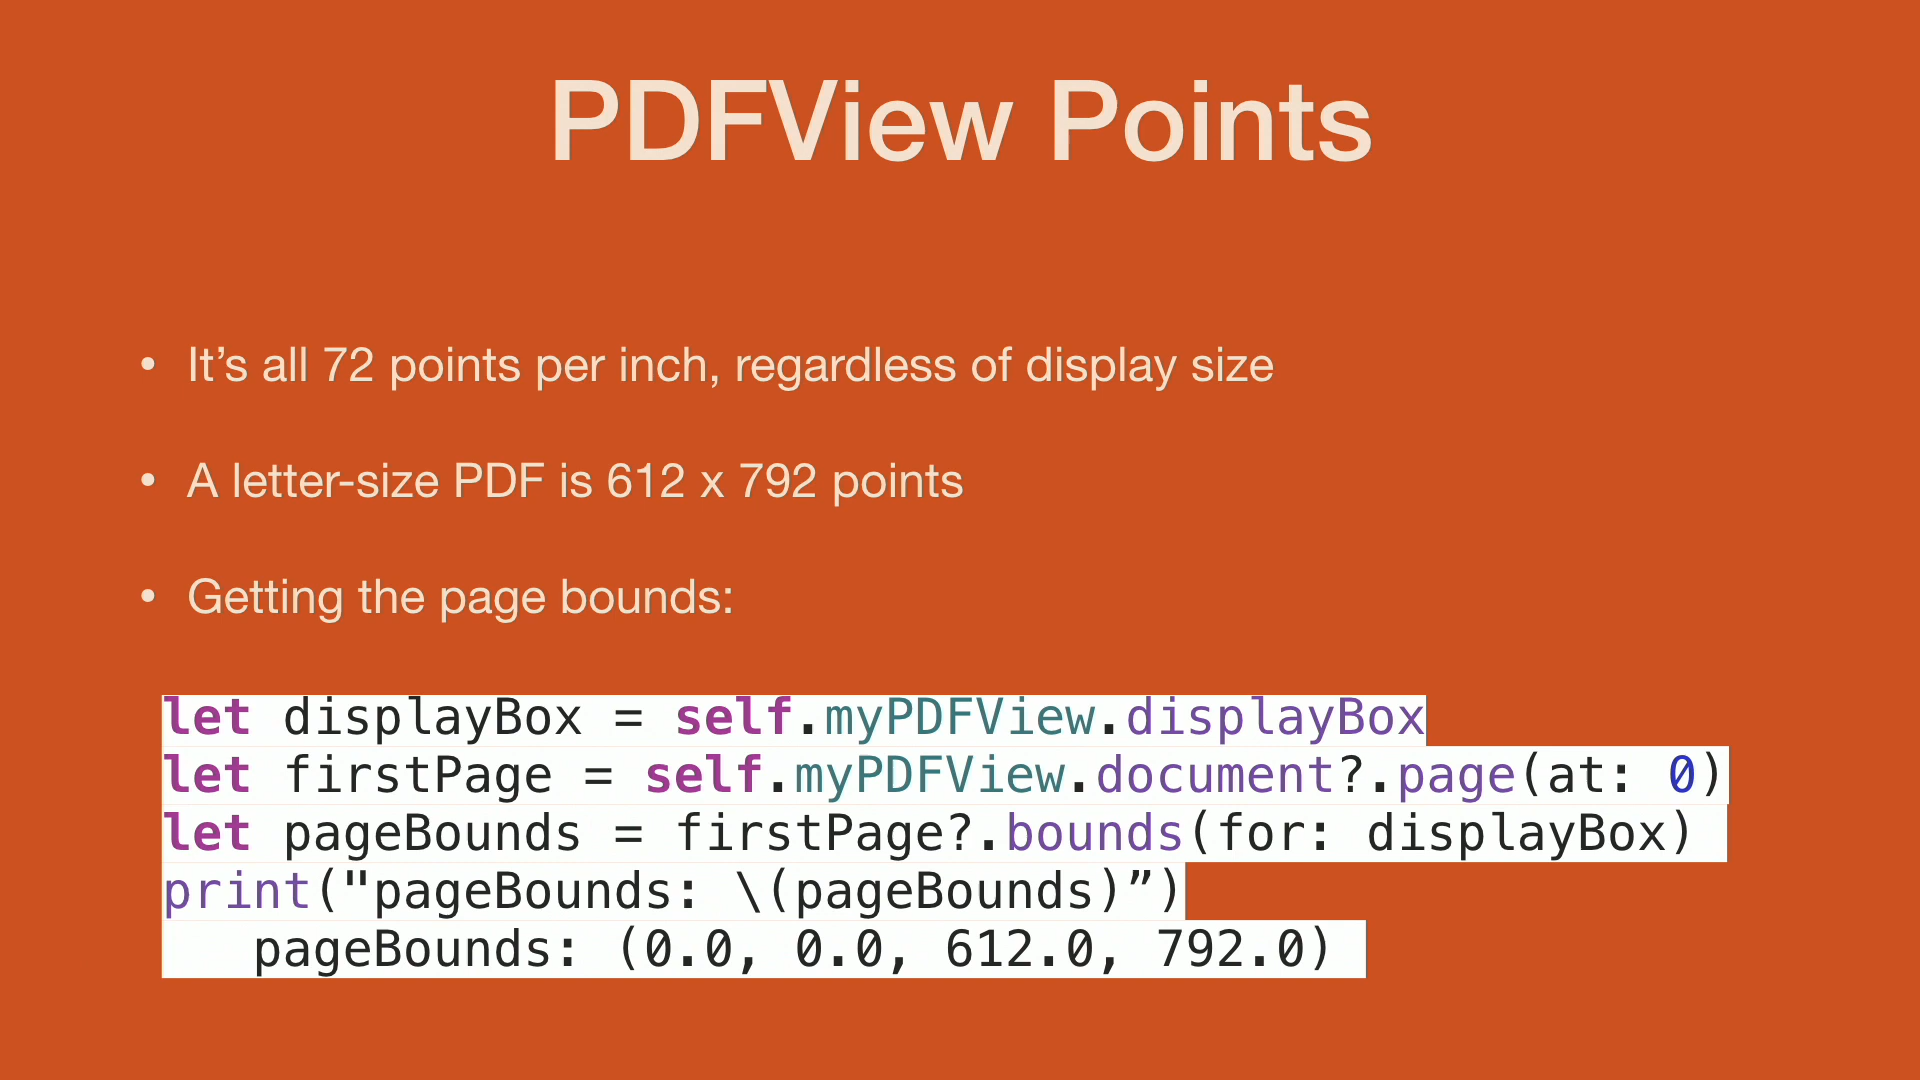 PDFView Points
• It’s all 72 points per inch, regardless of display size
• A letter-size PDF is 612 x 792 points
• Getting the page bounds:
let displayBox = self.myPDFView.displayBox
let firstPage = self.myPDFView.document?.page(at: 0)
let pageBounds = firstPage?.bounds(for: displayBox)
print("pageBounds: \(pageBounds)”)
   pageBounds: (0.0, 0.0, 612.0, 792.0)